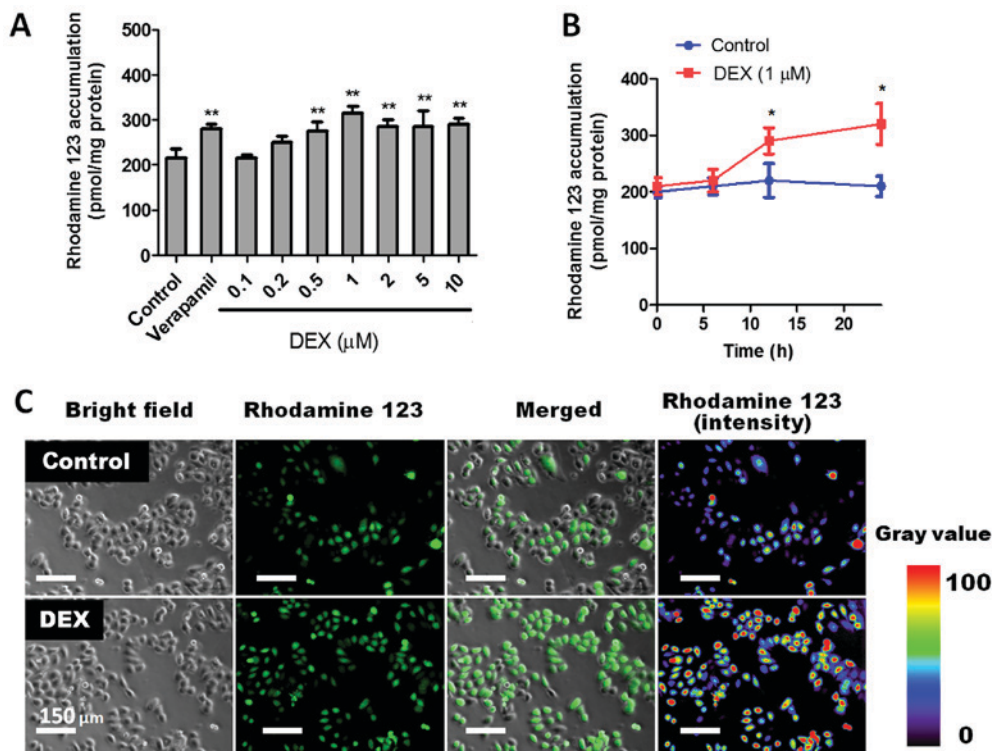 A
Rhodamine 123 accumulation
(pmol/mg protein)
500
400
300
200
100
0
**
**
**
**
**
**
Control
Verapamil
0.1
0.2
0.5
1
2
5
10
DEX (μM)
B
Control
DEX (1 μM)
Rhodamine 123 accumulation
(pmol/mg protein)
400
300
200
100
0
*
*
0
5
10
15
20
Time (h)
C
Bright field
Rhodamine 123
Merged
Rhodamine 123
(intensity)
Control
DEX
150 μm
Gray value
100
0